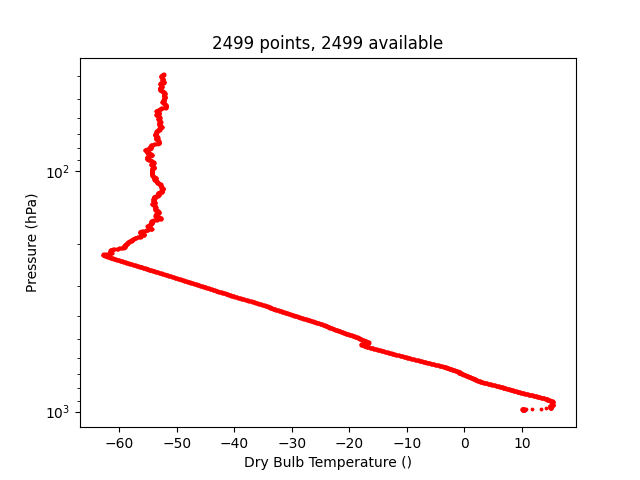 2499 points, 2499 available
10²
10³
Pressure (hPa)
−60 −50 −40 −30 −20 −10 0 10
Dry Bulb Temperature ()